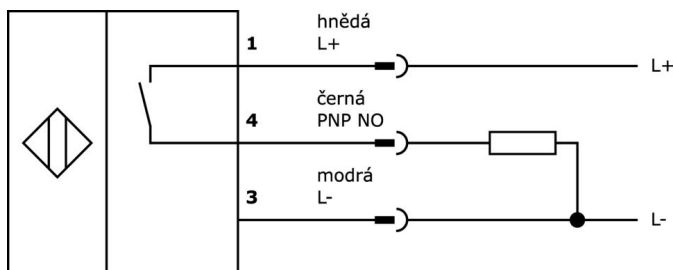 hnědá
1 L+
L+
černá
4 PNP NO
modrá
3 L-
L-